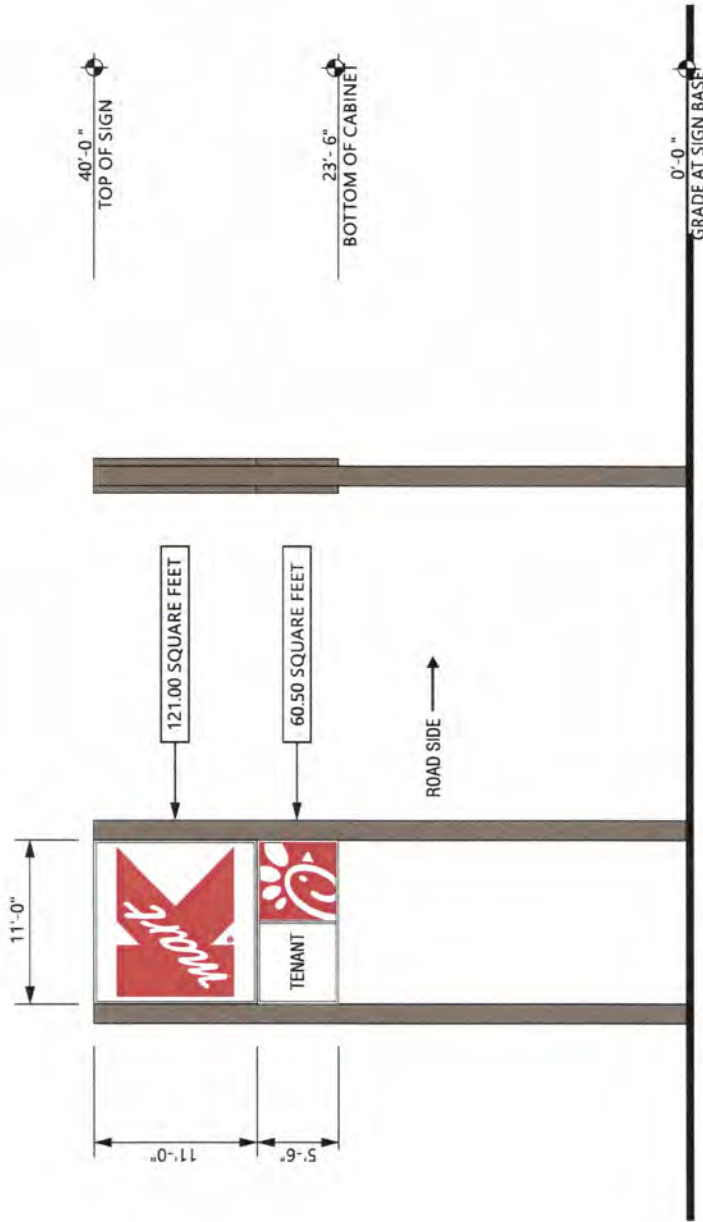 11'-0"
40'-0"
TOP OF SIGN
11'-0"
Kmart®
121.00 SQUARE FEET
5'-6"
TENANT
C
60.50 SQUARE FEET
23'-6"
BOTTOM OF CABINET
ROAD SIDE
0'-0"
GRADE AT SIGN BASE